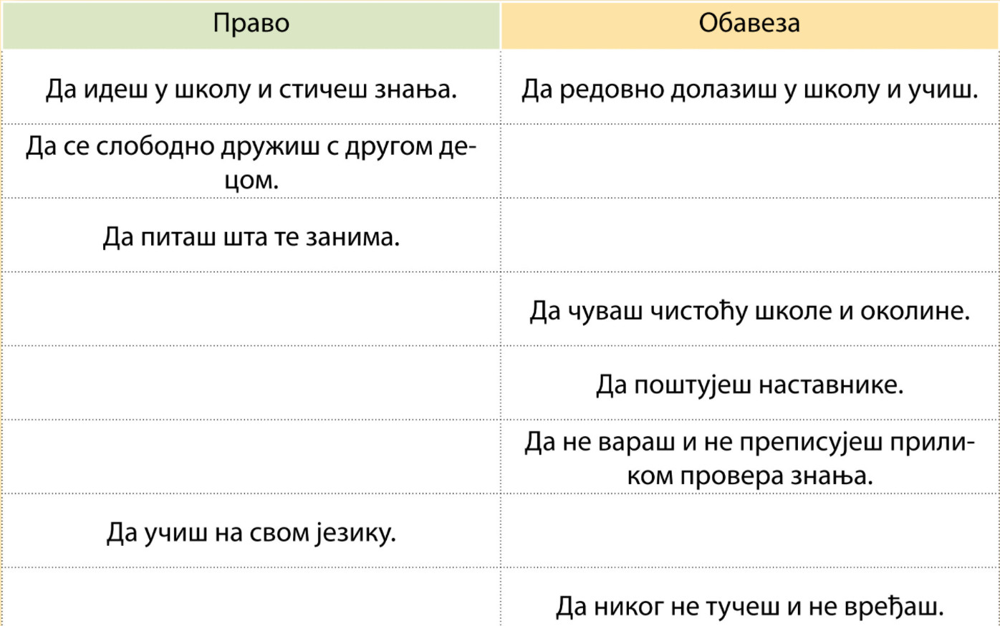 Право Обавеза
Да идеш у школу и стичеш знања. Да редовно долазиш у школу и учиш.
Да се слободно дружиш с другом де-
цом.
Да питаш шта те занима.
Да чуваш чистоћу школе и околине.
Да поштујеш наставнике.
Да не вараш и не преписујеш прили-
ком провера знања.
Да учиш на свом језику.
Да никог не тучеш и не вређаш.